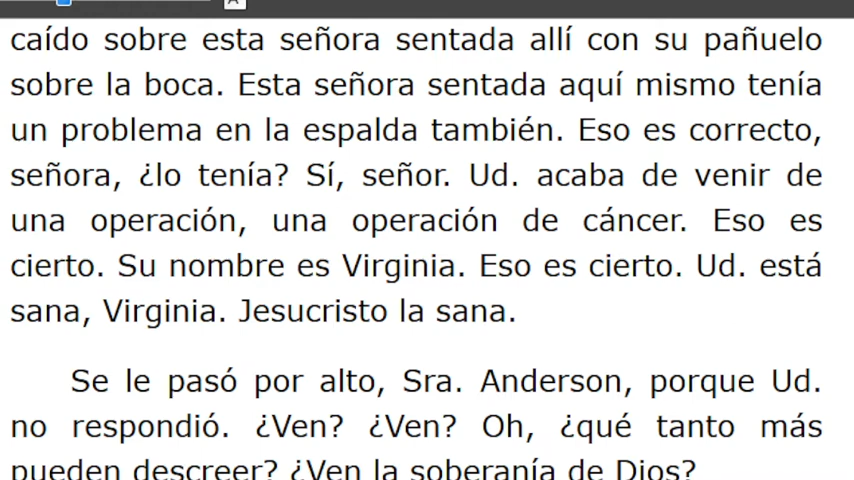 caído sobre esta señora sentada allí con su pañuelo
sobre la boca. Esta señora sentada aquí mismo tenía
un problema en la espalda también. Eso es correcto,
señora, ¿lo tenía? Sí, señor. Ud. acaba de venir de
una operación, una operación de cáncer. Eso es
cierto. Su nombre es Virginia. Eso es cierto. Ud. está
sana, Virginia. Jesucristo la sana.
Se le pasó por alto, Sra. Anderson, porque Ud.
no respondió. ¿Ven? ¿Ven? Oh, ¿qué tanto más
pueden descreer? ¿Ven la soberanía de Dios?